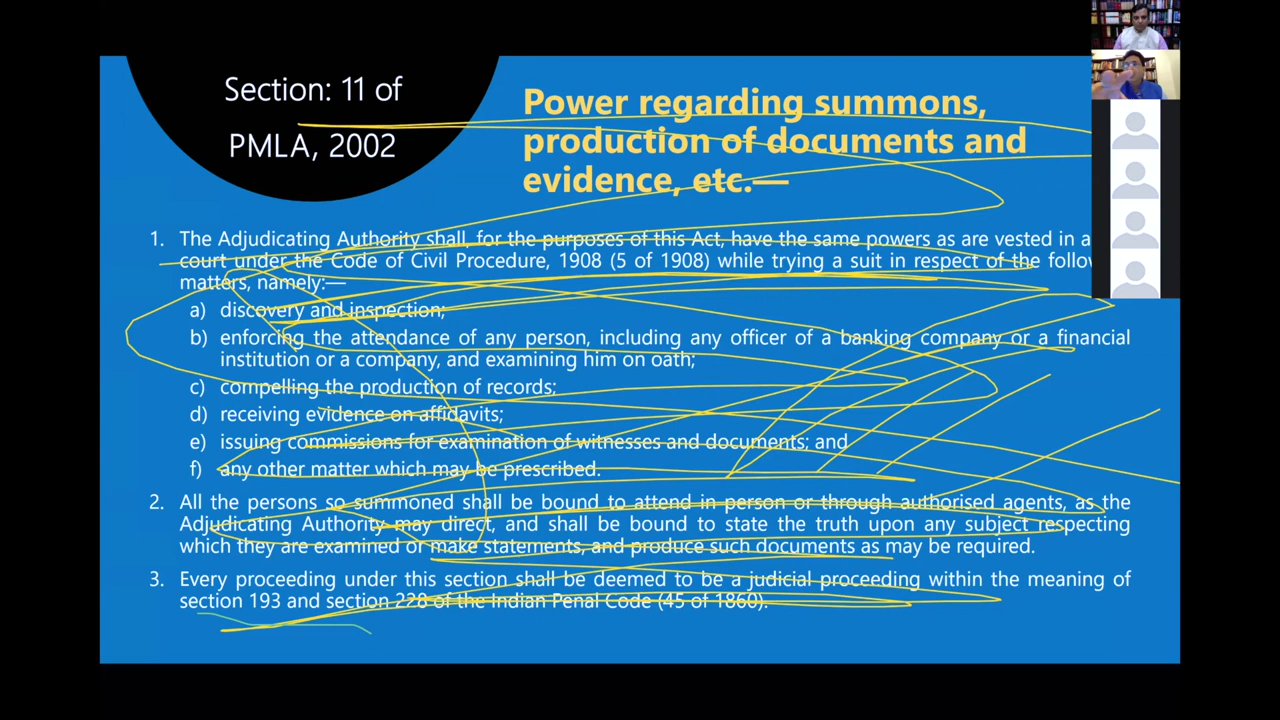 Section: 11 of
PMLA, 2002
Power regarding summons,
production of documents and
evidence, etc.—
1. The Adjudicating Authority shall, for the purposes of this Act, have the same powers as are vested in a
court under the Code of Civil Procedure, 1908 (5 of 1908) while trying a suit in respect of the
matters, namely:—
a) discovery and inspection;
b) enforcing the attendance of any person, including any officer of a banking company or a financial
institution or a company, and examining him on oath;
c) compelling the production of records;
d) receiving evidence on affidavits;
e) issuing commissions for examination of witnesses and documents; and
f) any other matter which may be prescribed.
2. All the persons so summoned shall be bound to attend in person or through authorised agents, as the
Adjudicating Authority may direct, and shall be bound to state the truth upon any subject respecting
which they are examined or make statements, and produce such documents as may be required.
3. Every proceeding under this section shall be deemed to be a judicial proceeding within the meaning of
section 193 and section 228 of the Indian Penal Code (45 of 1860).